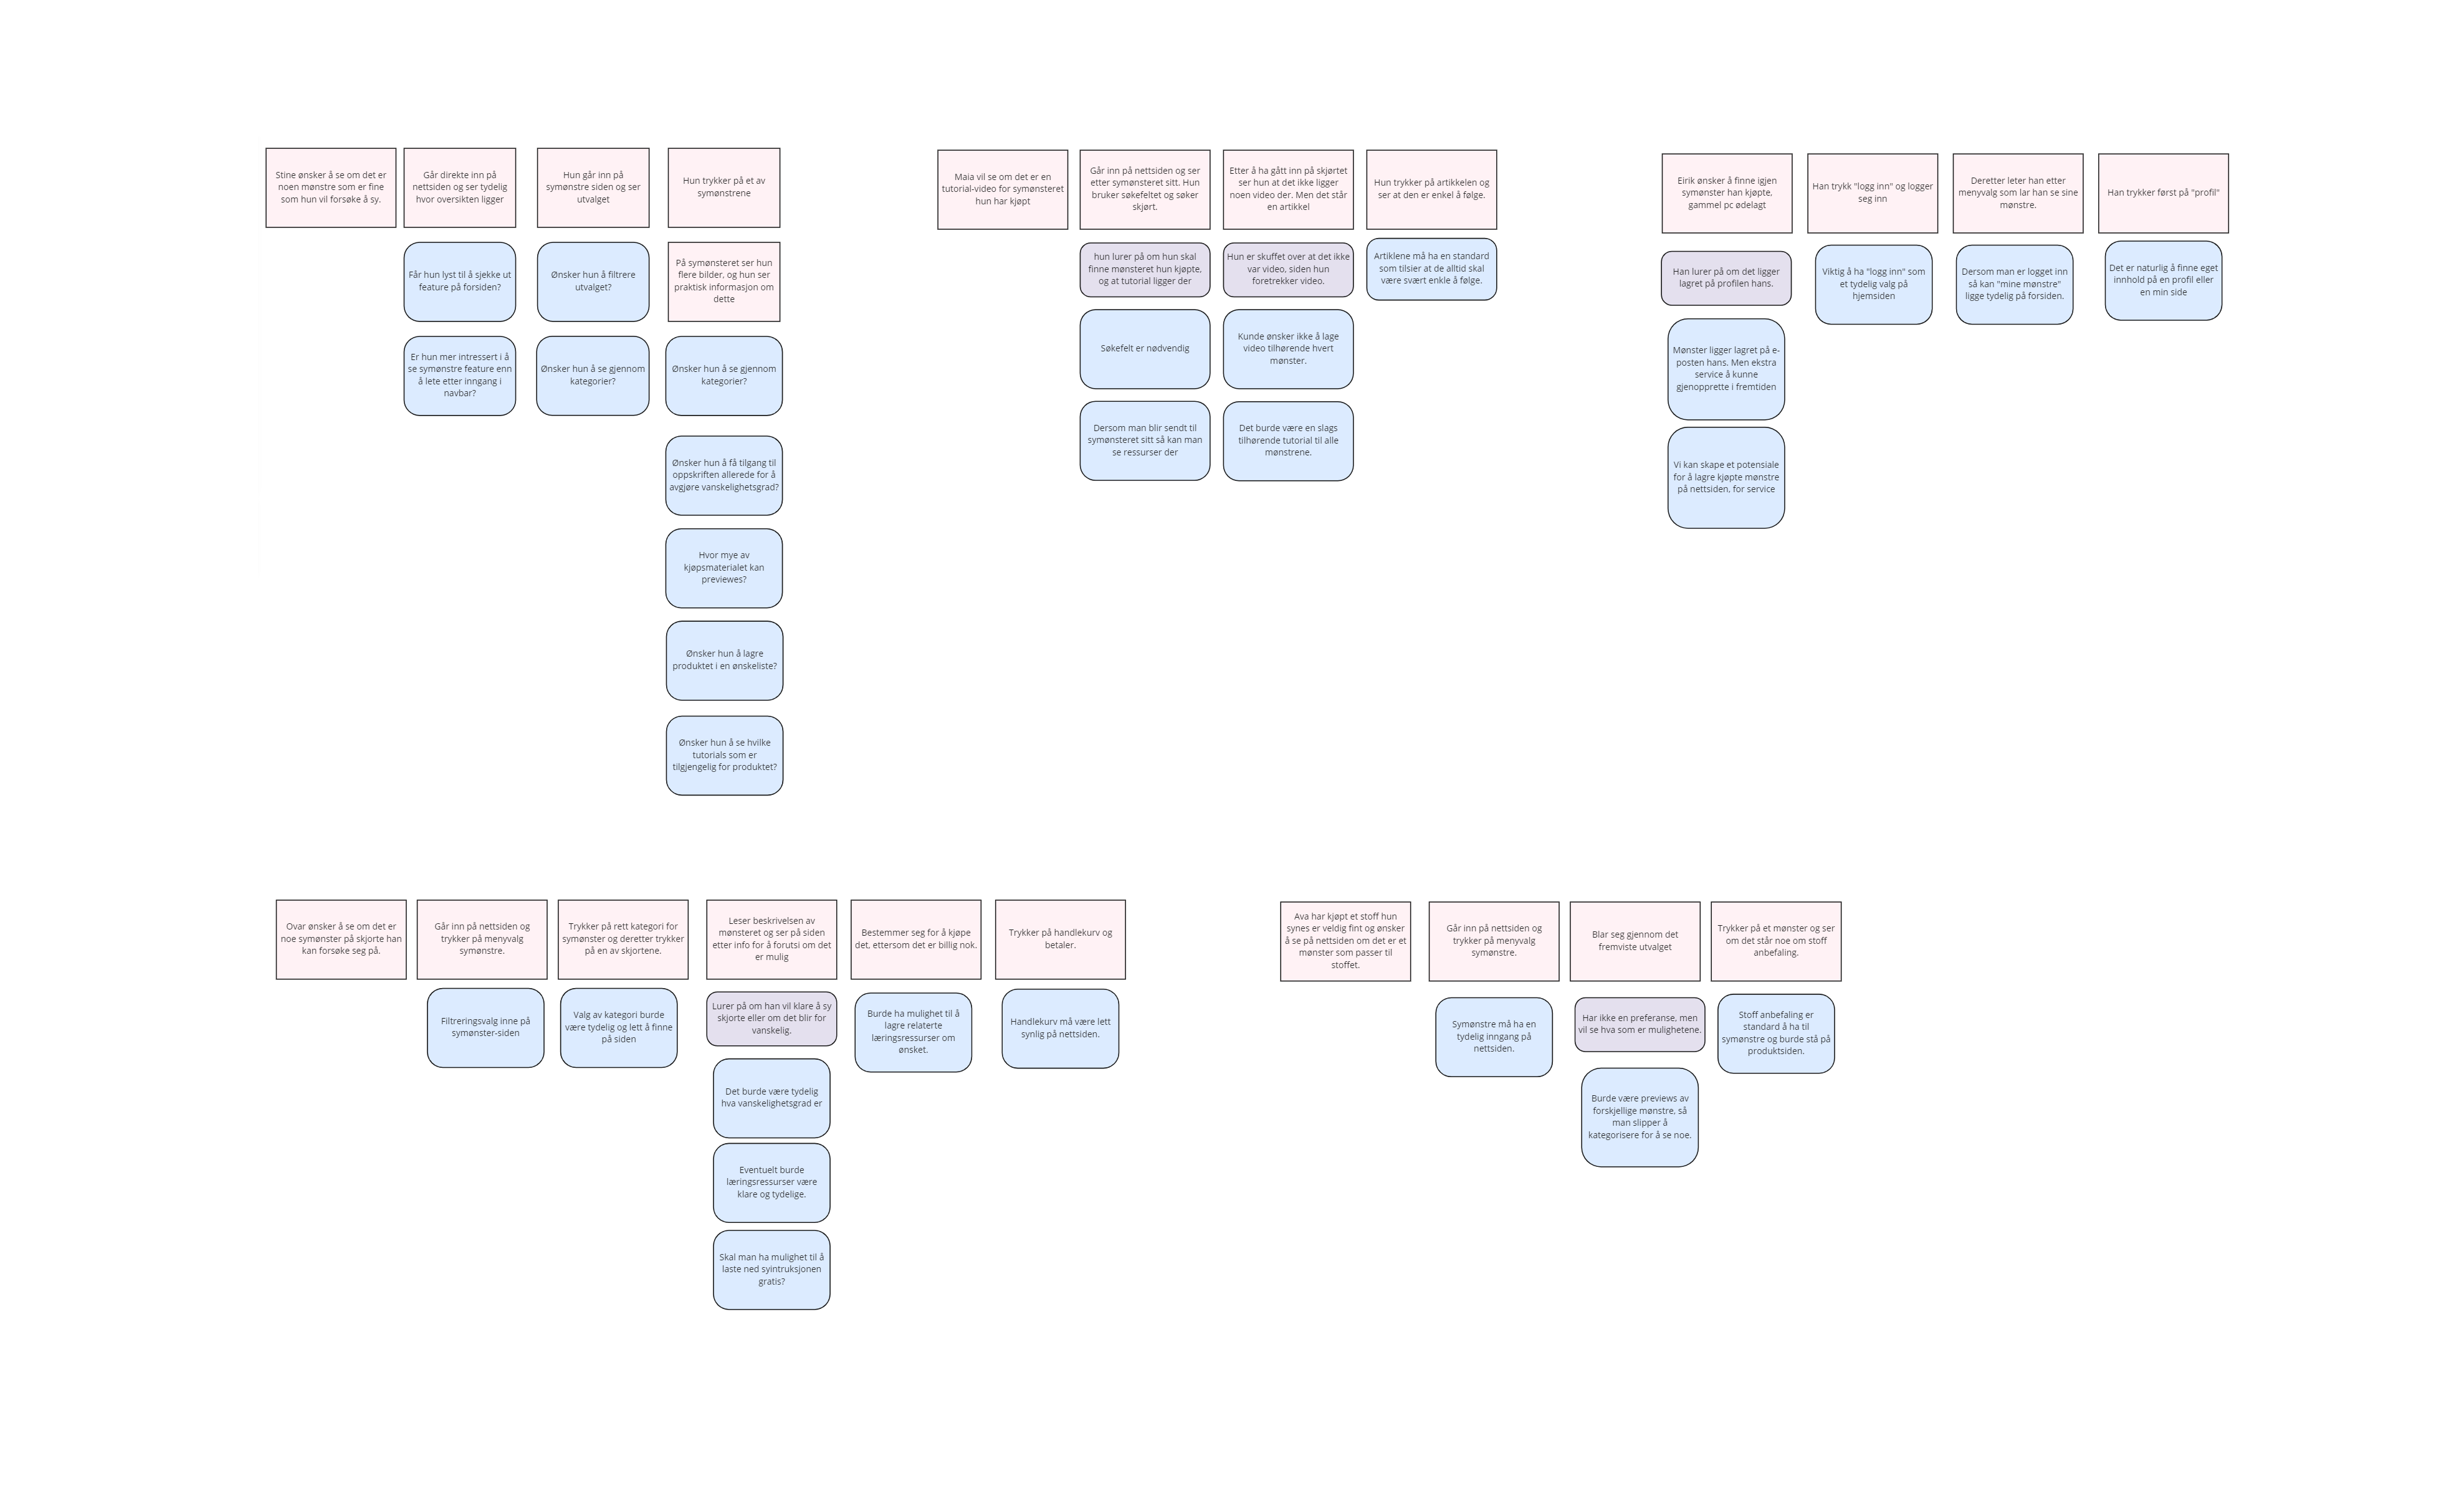 Stine ønsker å se om det er
noen mønstre som er fine
som hun vil forsøke å sy.
Går direkte inn på
nettsiden og ser tydelig
hvor oversikten ligger
Får hun lyst til å sjekke ut
feature på forsiden?
Er hun mer intressert i å
se symønstre feature enn
å lete etter inngang i
navbar?
Hun går inn på
symønstre siden og ser
utvalget
Ønsker hun å filtrere
utvalget?
Ønsker hun å se gjennom
kategorier?
Hun trykker på et av
symønstrene
På symønsteret ser hun
flere bilder, og hun ser
praktisk informasjon om
dette
Ønsker hun å se gjennom
kategorier?
Ønsker hun å få tilgang til
oppskriften allerede for å
avgjøre vanskelighetsgrad?
Hvor mye av
kjøpsmaterialet kan
previewes?
Ønsker hun å lagre
produktet i en ønskeliste?
Ønsker hun å se hvilke
tutorials som er
tilgjengelig for produktet?
Maia vil se om det er en
tutorial-video for symønsteret
hun har kjøpt
Går inn på nettsiden og ser
etter symønsteret sitt. Hun
bruker søkefeltet og søker
skjørt.
hun lurer på om hun skal
finne mønsteret hun kjøpte,
og at tutorial ligger der
Søkefelt er nødvendig
Dersom man blir sendt til
symønsteret sitt så kan man
se ressurser der
Etter å ha gått inn på skjørtet
ser hun at det ikke ligger
noen video der. Men det står
en artikkel
Hun er skuffet over at det ikke
var video, siden hun
foretrekker video.
Kunde ønsker ikke å lage
video tilhørende hvert
mønster.
Det burde være en slags
tilhørende tutorial til alle
mønstrene.
Hun trykker på artikkelen og
ser at den er enkel å følge.
Artiklene må ha en standard
som tilsier at de alltid skal
være svært enkle å følge.
Eirik ønsker å finne igjen
symønster han kjøpte,
gammel pc ødelagt
Han lurer på om det ligger
lagret på profilen hans.
Mønster ligger lagret på e-
posten hans. Men ekstra
service å kunne
gjenopprette i fremtiden
Vi kan skape et potensiale
for å lagre kjøpte mønstre
på nettsiden, for service
Han trykk "logg inn" og logger
seg inn
Viktig å ha "logg inn" som
et tydelig valg på
hjemsiden
Deretter leter han etter
menyvalg som lar han se sine
mønstre.
Dersom man er logget inn
så kan "mine mønstre"
ligge tydelig på forsiden.
Han trykker først på "profil"
Det er naturlig å finne eget
innhold på en profil eller
en min side
Ovar ønsker å se om det er
noe symønster på skjorte han
kan forsøke seg på.
Går inn på nettsiden og
trykker på menyvalg
symønstre.
Filtreringsvalg inne på
symønster-siden
Trykker på rett kategori for
symønster og deretter trykker
på en av skjortene.
Valg av kategori burde
være tydelig og lett å finne
på siden
Leser beskrivelsen av
mønsteret og ser på siden
etter info for å forutsi om det
er mulig
Lurer på om han vil klare å sy
skjorte eller om det blir for
vanskelig.
Det burde være tydelig
hva vanskelighetsgrad er
Eventuelt burde
læringsressurser være
klare og tydelige.
Skal man ha mulighet til å
laste ned syintruksjonen
gratis?
Bestemmer seg for å kjøpe
det. ettersom det er billig nok.
Burde ha mulighet til å
lagre relaterte
læringsressurser om
ønsket.
Trykker på handlekurv og
betaler.
Handlekurv må være lett
synlig på nettsiden.
Ava har kjøpt et stoff hun
synes er veldig fint og ønsker
å se på nettsiden om det er et
mønster som passer til
stoffet.
Går inn på nettsiden og
trykker på menyvalg
symønstre.
Symønstre må ha en
tydelig inngang på
nettsiden.
Blar seg gjennom det
fremviste utvalget
Har ikke en preferanse, men
vil se hva som er mulighetene.
Burde være previews av
forskjellige mønstre, så
man slipper å
kategorisere for å se noe.
Trykker på et mønster og ser
om det står noe om stoff
anbefaling.
Stoff anbefaling er
standard å ha til
symønstre og burde stå på
produktsiden.